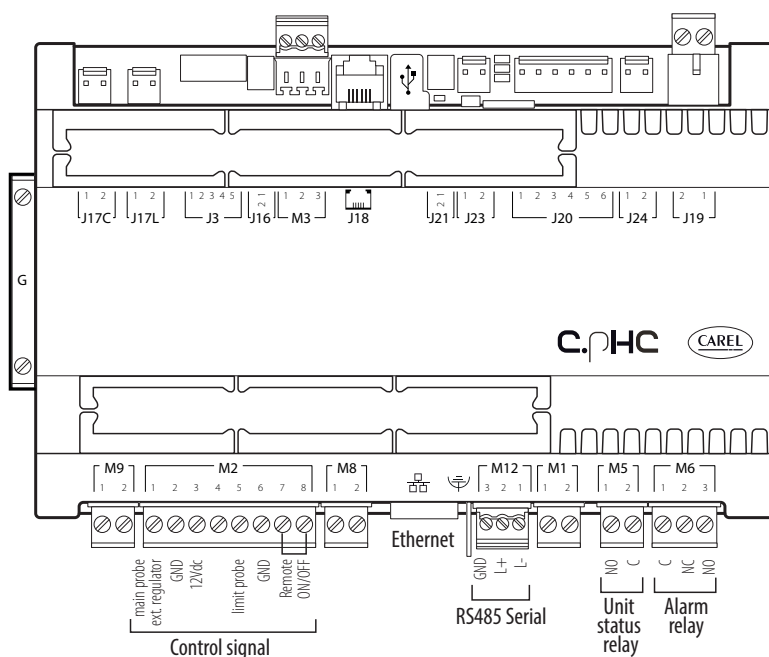 1 2 1 2 1 2 3 4 5 2 1 1 2 3 2 1 1 2 1 2 3 4 5 6 1 2 2 1
J17C J17L J3 J16 M3 J18 J21 J23 J20 J24 J19
G
c.pHC CAREL
M9 M2 M8 M12 M1 M5 M6
1 2 1 2 3 4 5 6 7 8 1 2 3 2 1 1 2 1 2 1 2 3
Ethernet
main probe
ext. regulator
GND
12Vdc
limit probe
GND
Remote
ON/OFF
Control signal
GND
L+
L-
RS485 Serial
NO
C
Unit
status
relay
C
NC
NO
Alarm
relay